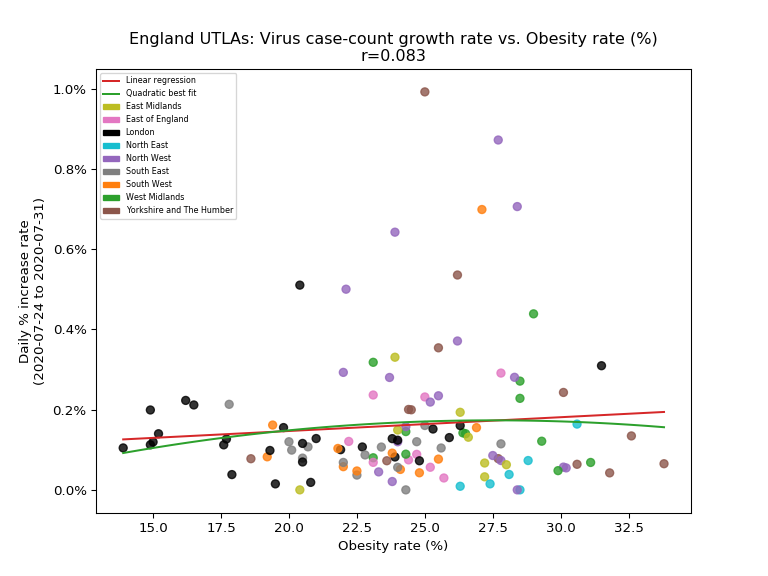 England UTLAs: Virus case-count growth rate vs. Obesity rate (%)
r=0.083
Linear regression
Quadratic best fit
East Midlands
East of England
London
North East
North West
South East
South West
West Midlands
Yorkshire and The Humber
1.0%
0.8%
0.6%
0.4%
0.2%
0.0%
Daily % increase rate
(2020-07-24 to 2020-07-31)
15.0 17.5 20.0 22.5 25.0 27.5 30.0 32.5
Obesity rate (%)